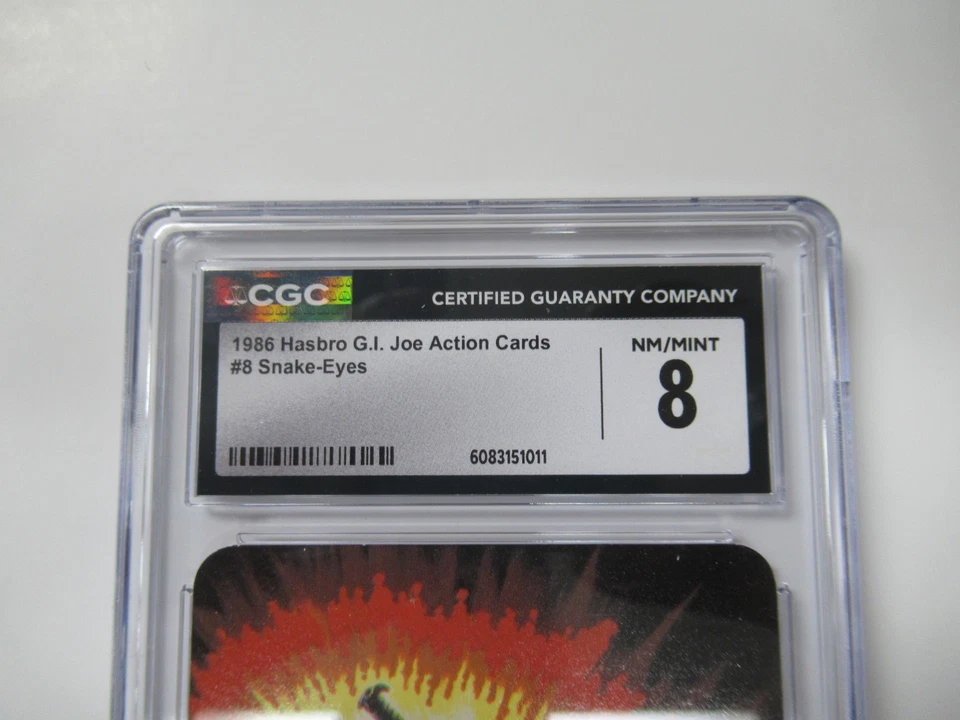 CGC
CERTIFIED GUARANTY COMPANY
1986 Hasbro G.I. Joe Action Cards
#8 Snake-Eyes
NM/MINT
8
6083151011